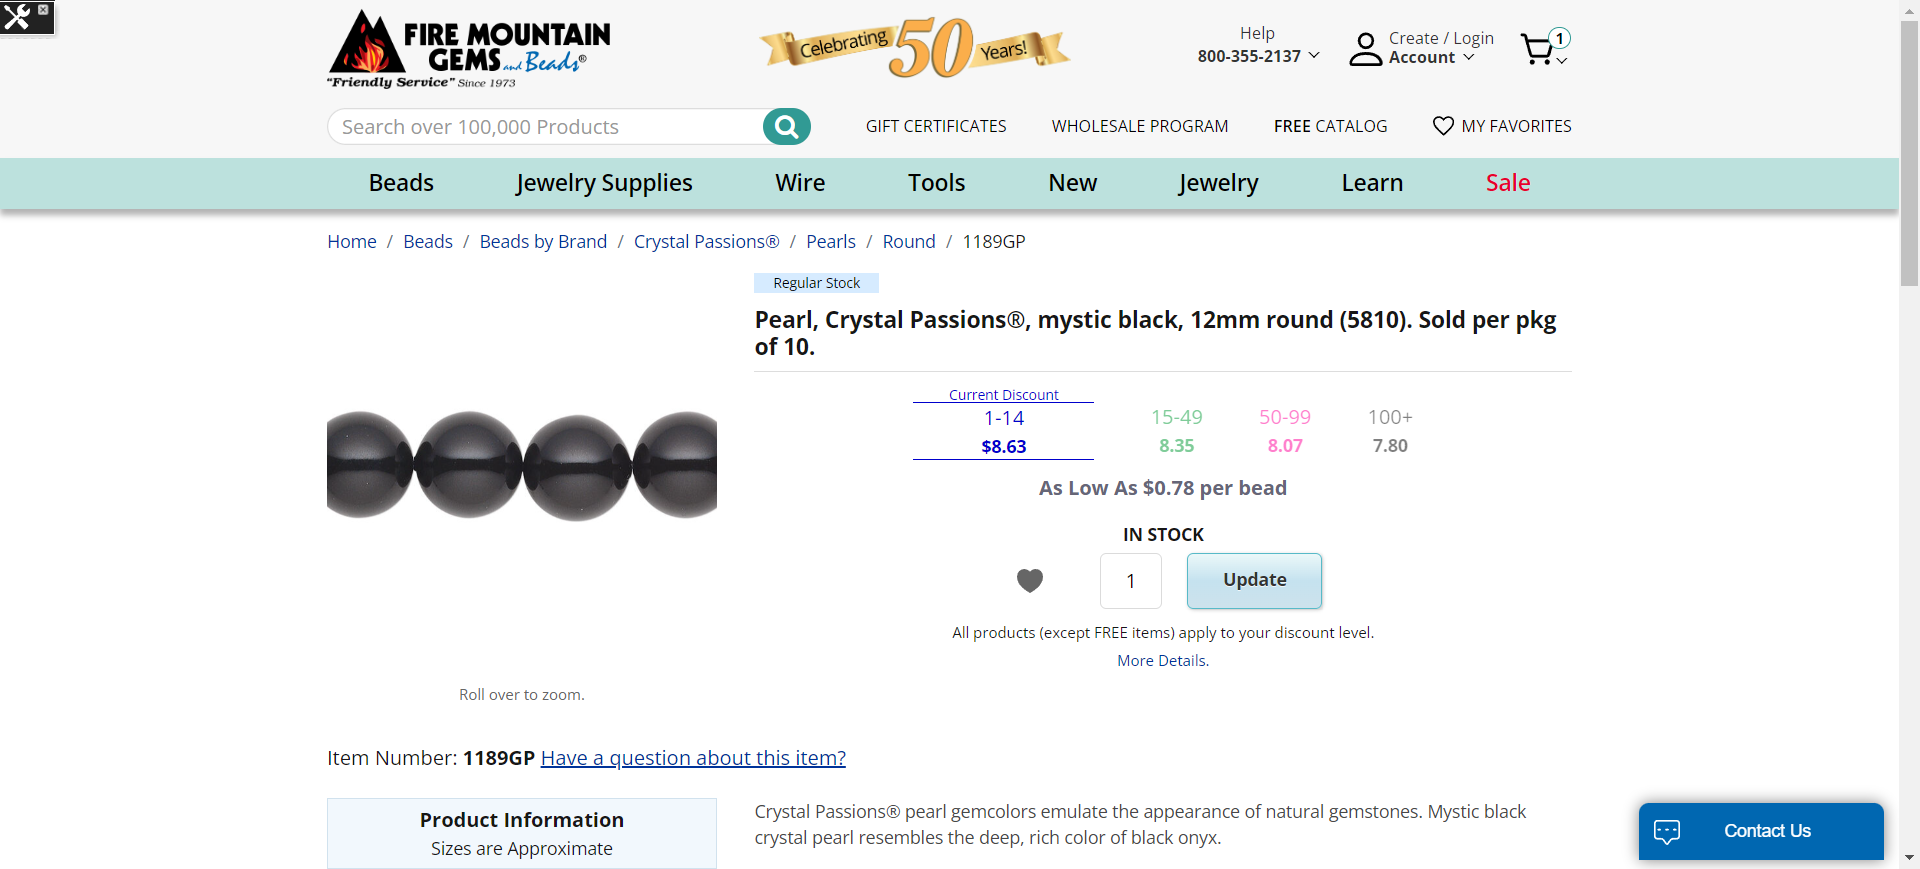 FIRE MOUNTAIN
GEMS and Beads®
"Friendly Service" Since 1973
Celebrating 50 Years!
Help
800-355-2137
Create / Login
Account
1
Search over 100,000 Products
GIFT CERTIFICATES
WHOLESALE PROGRAM
FREE CATALOG
MY FAVORITES
Beads
Jewelry Supplies
Wire
Tools
New
Jewelry
Learn
Sale
Home / Beads / Beads by Brand / Crystal Passions® / Pearls / Round / 1189GP
Regular Stock
Pearl, Crystal Passions®, mystic black, 12mm round (5810). Sold per pkg
of 10.
Current Discount
1-14 15-49 50-99 100+
$8.63 8.35 8.07 7.80
As Low As $0.78 per bead
IN STOCK
1
Update
All products (except FREE items) apply to your discount level.
More Details.
Roll over to zoom.
Item Number: 1189GP Have a question about this item?
Product Information
Sizes are Approximate
Crystal Passions® pearl gemcolors emulate the appearance of natural gemstones. Mystic black
crystal pearl resembles the deep, rich color of black onyx.
Contact Us